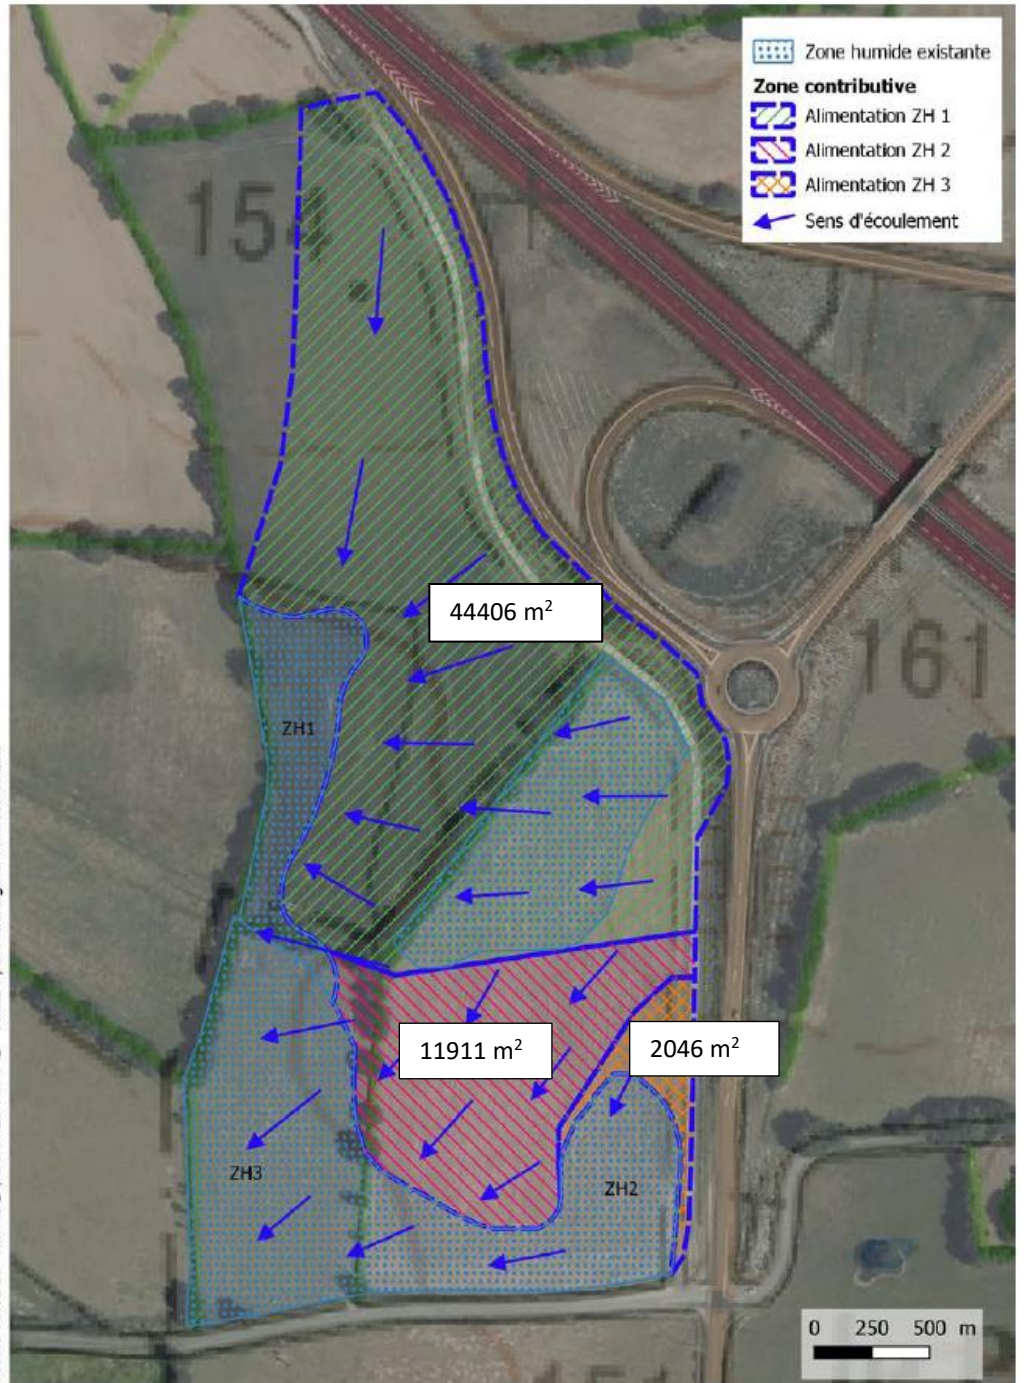 Zone humide existante
Zone contributive
Alimentation ZH 1
Alimentation ZH 2
Alimentation ZH 3
Sens d'écoulement
154
44406 m²
161
ZH1
11911 m²
2046 m²
ZH3
ZH2
0 250 500 m